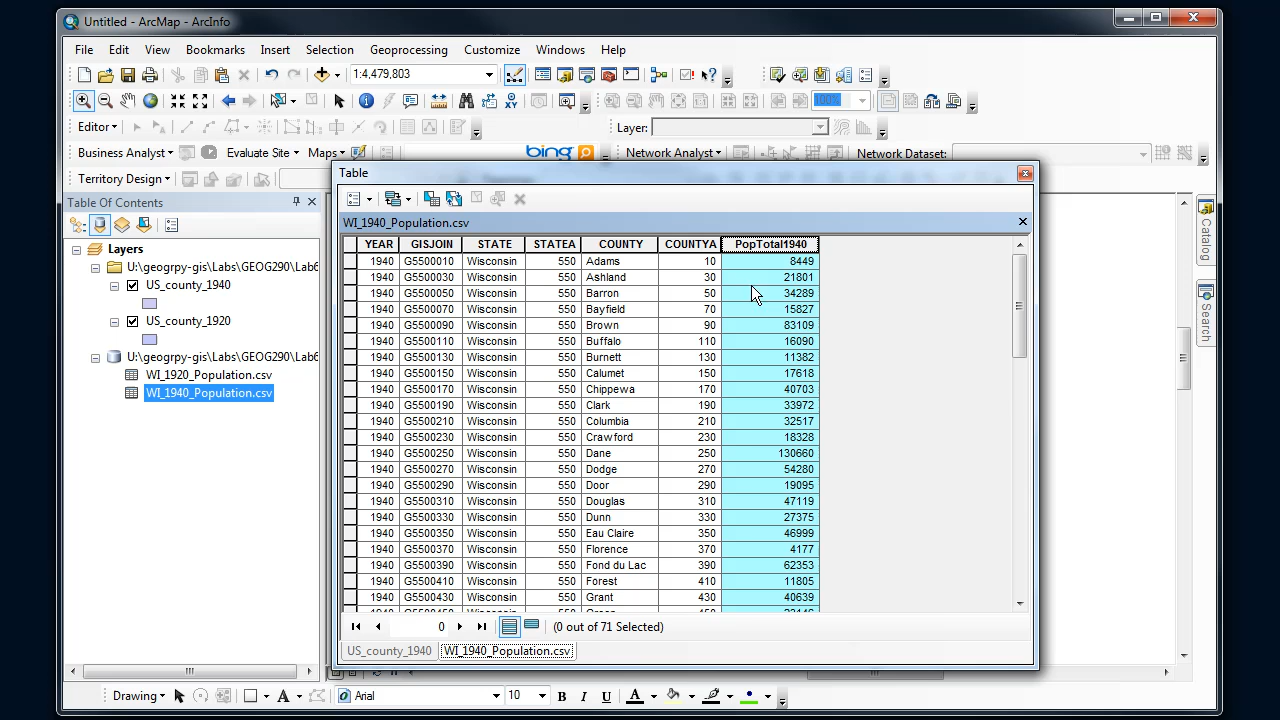 Untitled - ArcMap - ArcInfo
File Edit View Bookmarks Insert Selection Geoprocessing Customize Windows Help
1:4,479,803
100%
Editor Layer:
Business Analyst Evaluate Site Maps bing Network Analyst Network Dataset:
Territory Design
Table
Table Of Contents
WI_1940_Population.csv
Layers
U:\geogrpy-gis\Labs\GEOG290\Lab6
US_county_1940
US_county_1920
U:\geogrpy-gis\Labs\GEOG290\Lab6
WI_1920_Population.csv
WI_1940_Population.csv
YEAR GISJOIN STATE STATEA COUNTY COUNTYA PopTotal1940
1940 G5500010 Wisconsin 550 Adams 10 8449
1940 G5500030 Wisconsin 550 Ashland 30 21801
1940 G5500050 Wisconsin 550 Barron 50 34289
1940 G5500070 Wisconsin 550 Bayfield 70 15827
1940 G5500090 Wisconsin 550 Brown 90 83109
1940 G5500110 Wisconsin 550 Buffalo 110 16090
1940 G5500130 Wisconsin 550 Burnett 130 11382
1940 G5500150 Wisconsin 550 Calumet 150 17618
1940 G5500170 Wisconsin 550 Chippewa 170 40703
1940 G5500190 Wisconsin 550 Clark 190 33972
1940 G5500210 Wisconsin 550 Columbia 210 32517
1940 G5500230 Wisconsin 550 Crawford 230 18328
1940 G5500250 Wisconsin 550 Dane 250 130660
1940 G5500270 Wisconsin 550 Dodge 270 54280
1940 G5500290 Wisconsin 550 Door 290 19095
1940 G5500310 Wisconsin 550 Douglas 310 47119
1940 G5500330 Wisconsin 550 Dunn 330 27375
1940 G5500350 Wisconsin 550 Eau Claire 350 46999
1940 G5500370 Wisconsin 550 Florence 370 4177
1940 G5500390 Wisconsin 550 Fond du Lac 390 62353
1940 G5500410 Wisconsin 550 Forest 410 11805
1940 G5500430 Wisconsin 550 Grant 430 40639
0 (0 out of 71 Selected)
US_county_1940 WI_1940_Population.csv
Catalog
Search
Drawing Arial 10 B I U A